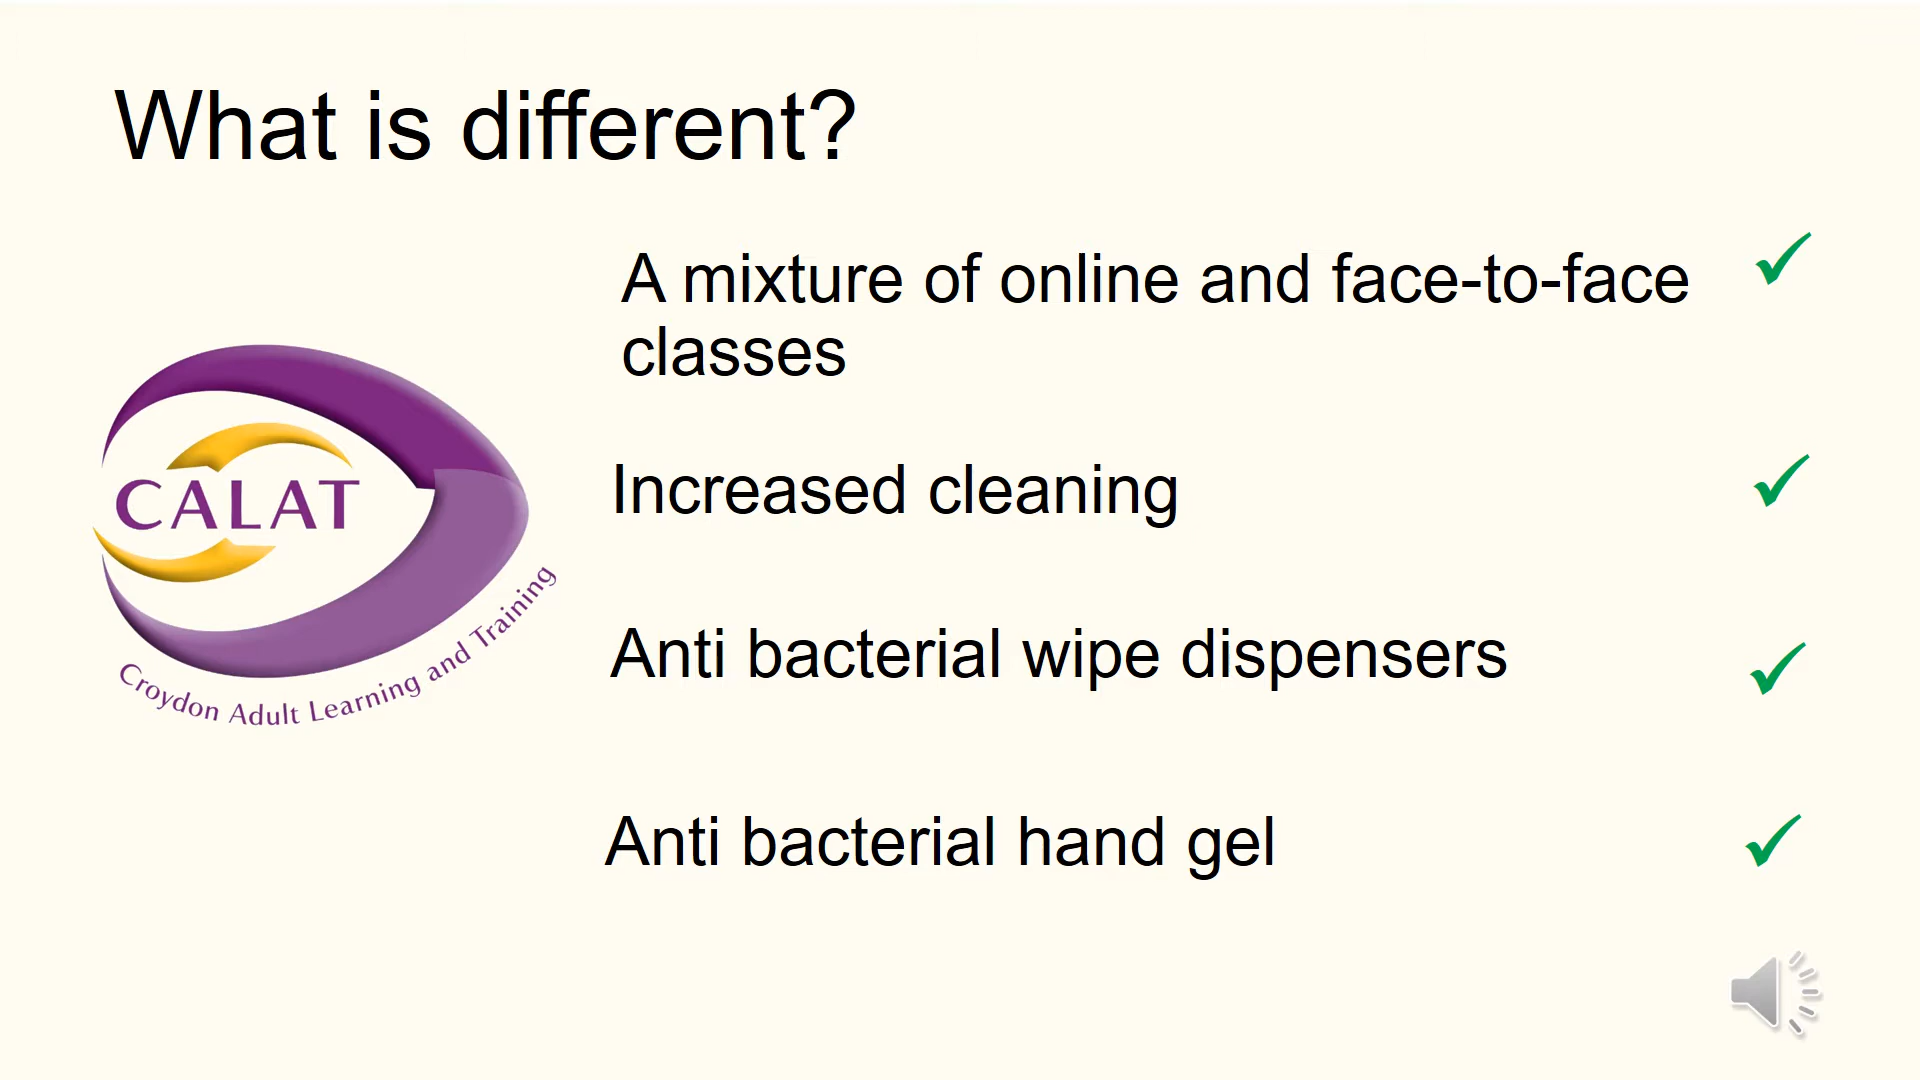 What is different?
A mixture of online and face-to-face
classes
CALAT
Croydon Adult Learning and Training
Increased cleaning
Anti bacterial wipe dispensers
Anti bacterial hand gel